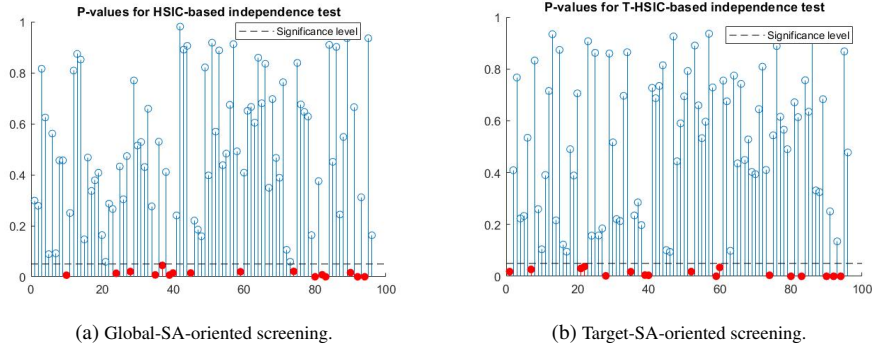 P-values for HSIC-based independence test
Significance level
1
0.8
0.6
0.4
0.2
0
0 20 40 60 80 100
(a) Global-SA-oriented screening.
P-values for T-HSIC-based independence test
Significance level
1
0.8
0.6
0.4
0.2
0
0 20 40 60 80 100
(b) Target-SA-oriented screening.